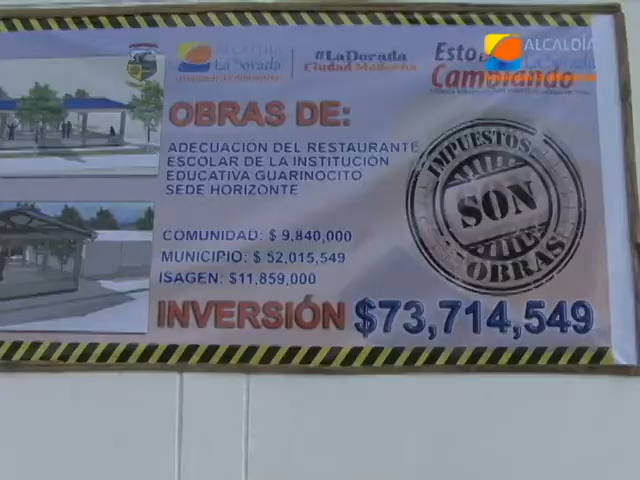 ALCALDÍA
La Dorada
#LaDorada
Ciudad Moderna
Esto
Cambiando
ALCALDÍA
OBRAS DE:
ADECUACIÓN DEL RESTAURANTE
ESCOLAR DE LA INSTITUCIÓN
EDUCATIVA GUARINOCITO
SEDE HORIZONTE
COMUNIDAD: $ 9,840,000
MUNICIPIO: $ 52,015,549
ISAGEN: $11,859,000
INVERSIÓN $73,714,549
IMPUESTOS
SON
OBRAS